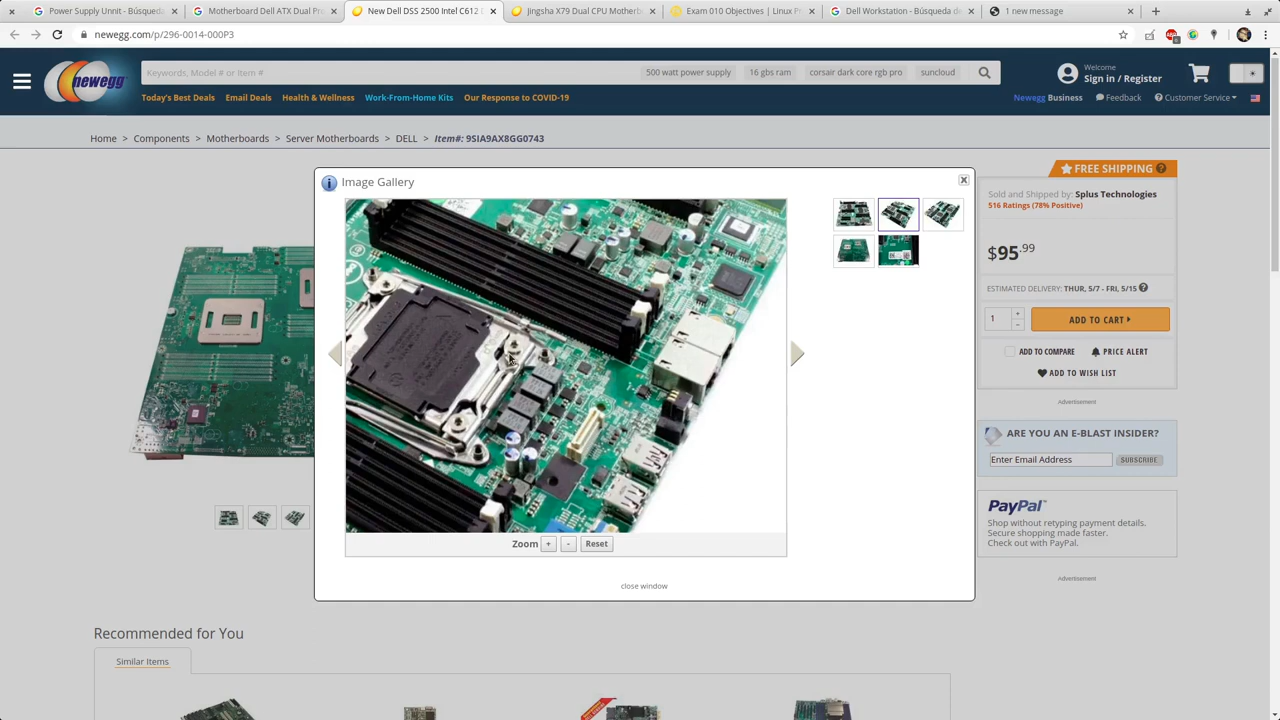 Power Supply Unnit - Búsqued
Motherboard Dell ATX Dual Pro
New Dell DSS 2500 Intel C612 D
Jingsha X79 Dual CPU Motherb
Exam 010 Objectives | Linux P
Dell Workstation - Búsqueda de
1 new message
newegg.com/p/296-0014-000P3
newegg
Keywords, Model # or Item #
500 watt power supply
16 gbs ram
corsair dark core rgb pro
suncloud
Welcome
Sign in / Register
Today's Best Deals
Email Deals
Health & Wellness
Work-From-Home Kits
Our Response to COVID-19
Newegg Business
Feedback
Customer Service
Home > Components > Motherboards > Server Motherboards > DELL > Item#: 9SIA9AX8GG0743
FREE SHIPPING
Image Gallery
Sold and Shipped by: Splus Technologies
516 Ratings (78% Positive)
$95.99
ESTIMATED DELIVERY: THUR, 5/7 - FRI, 5/15
1
ADD TO CART
ADD TO COMPARE
PRICE ALERT
ADD TO WISH LIST
Advertisement
ARE YOU AN E-BLAST INSIDER?
Enter Email Address
SUBSCRIBE
PayPal
Shop without retyping payment details.
Secure shopping made faster.
Check out with PayPal.
Advertisement
Zoom + - Reset
close window
Recommended for You
Similar Items